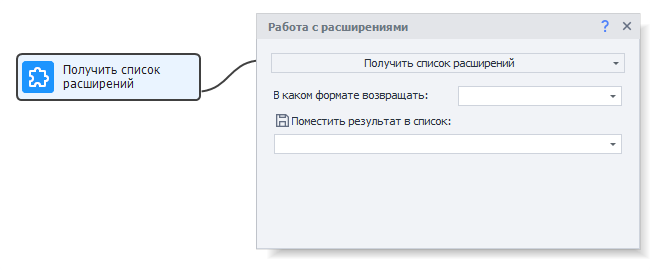 Получить список
расширений
Работа с расширениями
?
Получить список расширений
В каком формате возвращать:
Поместить результат в список: